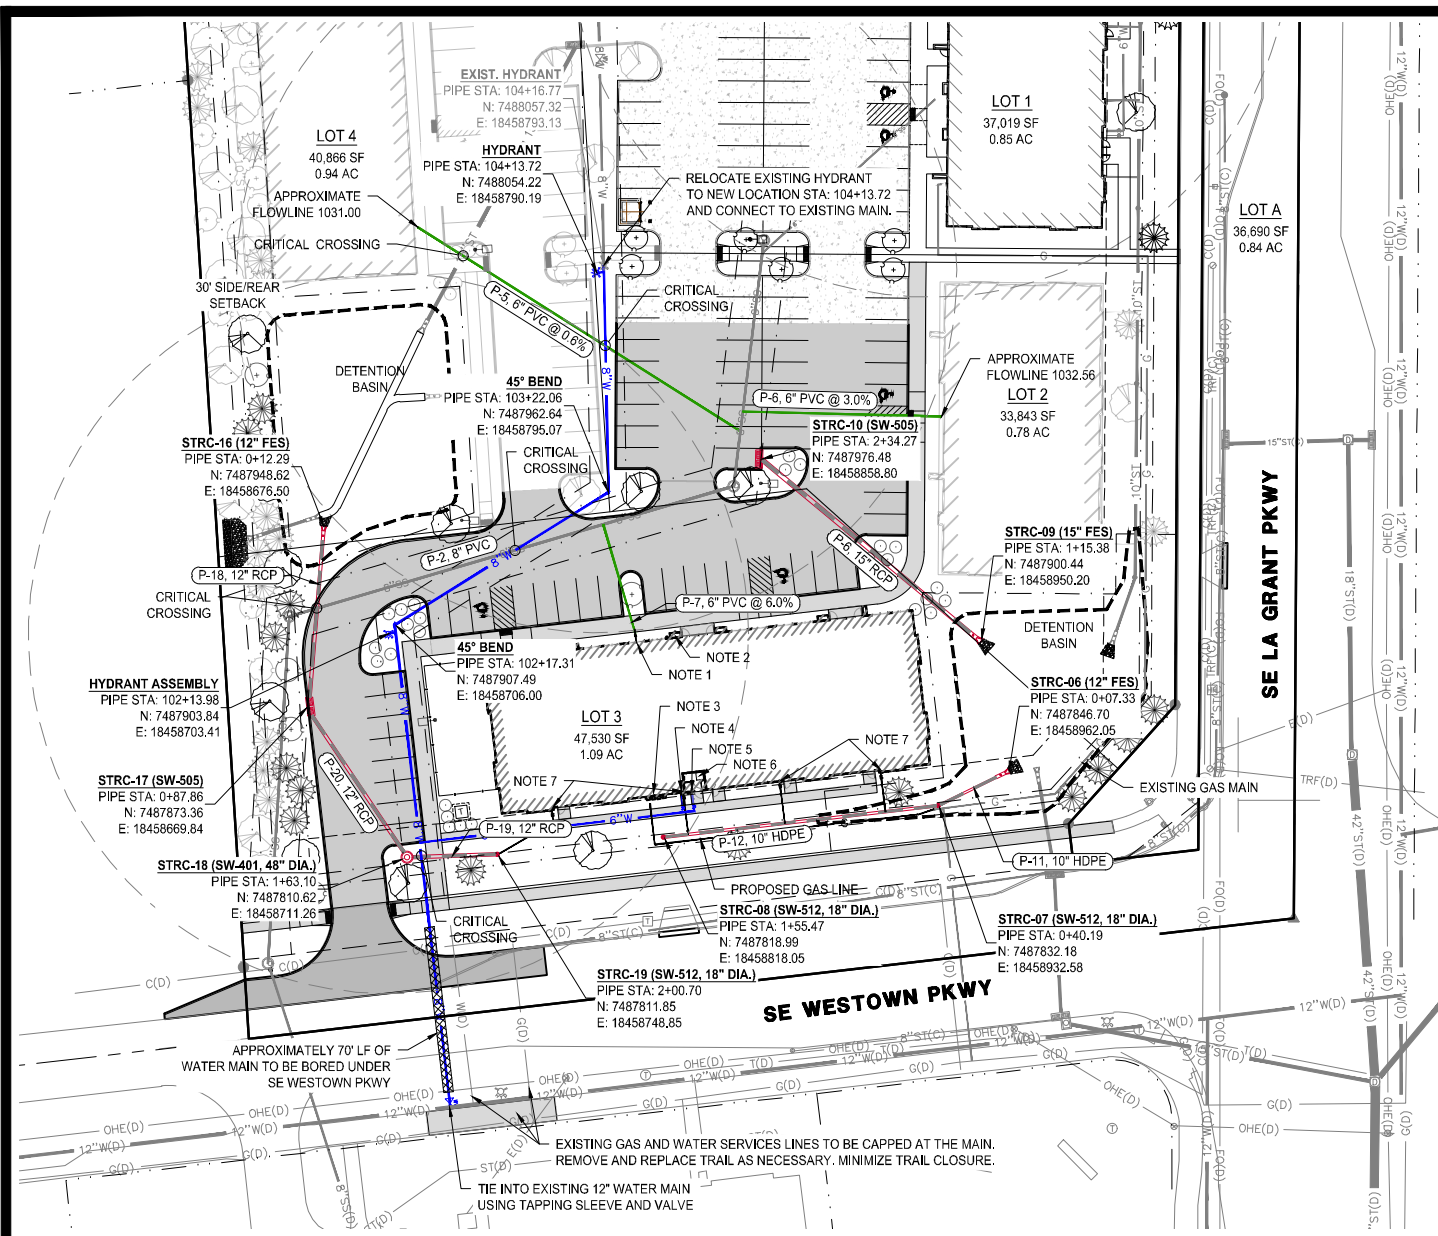 EXIST. HYDRANT
PIPE STA: 104+16.77
N: 7488057.32
E: 18458793.13
LOT 4
40,866 SF
0.94 AC
HYDRANT
PIPE STA: 104+13.72
N: 7488054.22
E: 18458790.19
APPROXIMATE
FLOWLINE 1031.00
CRITICAL CROSSING
RELOCATE EXISTING HYDRANT
TO NEW LOCATION STA: 104+13.72
AND CONNECT TO EXISTING MAIN.
LOT 1
37,019 SF
0.85 AC
LOT A
36,690 SF
0.84 AC
30' SIDE/REAR
SETBACK
P-5, 6" PVC @ 0.6%
CRITICAL
CROSSING
DETENTION
BASIN
45° BEND
PIPE STA: 103+22.06
N: 7487962.64
E: 18458795.07
APPROXIMATE
FLOWLINE 1032.56
LOT 2
33,843 SF
0.78 AC
P-6, 6" PVC @ 3.0%
STRC-10 (SW-505)
PIPE STA: 2+34.27
N: 7487976.48
E: 18458858.80
STRC-16 (12" FES)
PIPE STA: 0+12.29
N: 7487948.62
E: 18458676.50
CRITICAL
CROSSING
15"ST(C)
STRC-09 (15" FES)
PIPE STA: 1+15.38
N: 7487900.44
E: 18458950.20
P-2, 8" PVC
8"W
P-6, 15" RCP
P-18, 12" RCP
CRITICAL
CROSSING
P-7, 6" PVC @ 6.0%
DETENTION
BASIN
SE LA GRANT PKWY
18"ST(D)
45° BEND
PIPE STA: 102+17.31
N: 7487907.49
E: 18458706.00
NOTE 2
NOTE 1
HYDRANT ASSEMBLY
PIPE STA: 102+13.98
N: 7487903.84
E: 18458703.41
STRC-06 (12" FES)
PIPE STA: 0+07.33
N: 7487846.70
E: 18458962.05
LOT 3
47,530 SF
1.09 AC
NOTE 3
NOTE 4
NOTE 5
NOTE 6
NOTE 7
NOTE 7
STRC-17 (SW-505)
PIPE STA: 0+87.86
N: 7487873.36
E: 18458669.84
P-20, 12" RCP
EXISTING GAS MAIN
TRF(D)
P-19, 12" RCP
6"W
P-12, 10" HDPE
P-11, 10" HDPE
42"ST(D)
STRC-18 (SW-401, 48" DIA.)
PIPE STA: 1+63.10
N: 7487810.62
E: 18458711.26
PROPOSED GAS LINE
8"ST(C)
CRITICAL
CROSSING
STRC-08 (SW-512, 18" DIA.)
PIPE STA: 1+55.47
N: 7487818.99
E: 18458818.05
STRC-07 (SW-512, 18" DIA.)
PIPE STA: 0+40.19
N: 7487832.18
E: 18458932.58
STRC-19 (SW-512, 18" DIA.)
PIPE STA: 2+00.70
N: 7487811.85
E: 18458748.85
SE WESTOWN PKWY
APPROXIMATELY 70' LF OF
WATER MAIN TO BE BORED UNDER
SE WESTOWN PKWY
OHE(D)
12"W(D)
G(D)
EXISTING GAS AND WATER SERVICES LINES TO BE CAPPED AT THE MAIN.
REMOVE AND REPLACE TRAIL AS NECESSARY. MINIMIZE TRAIL CLOSURE.
TIE INTO EXISTING 12" WATER MAIN
USING TAPPING SLEEVE AND VALVE